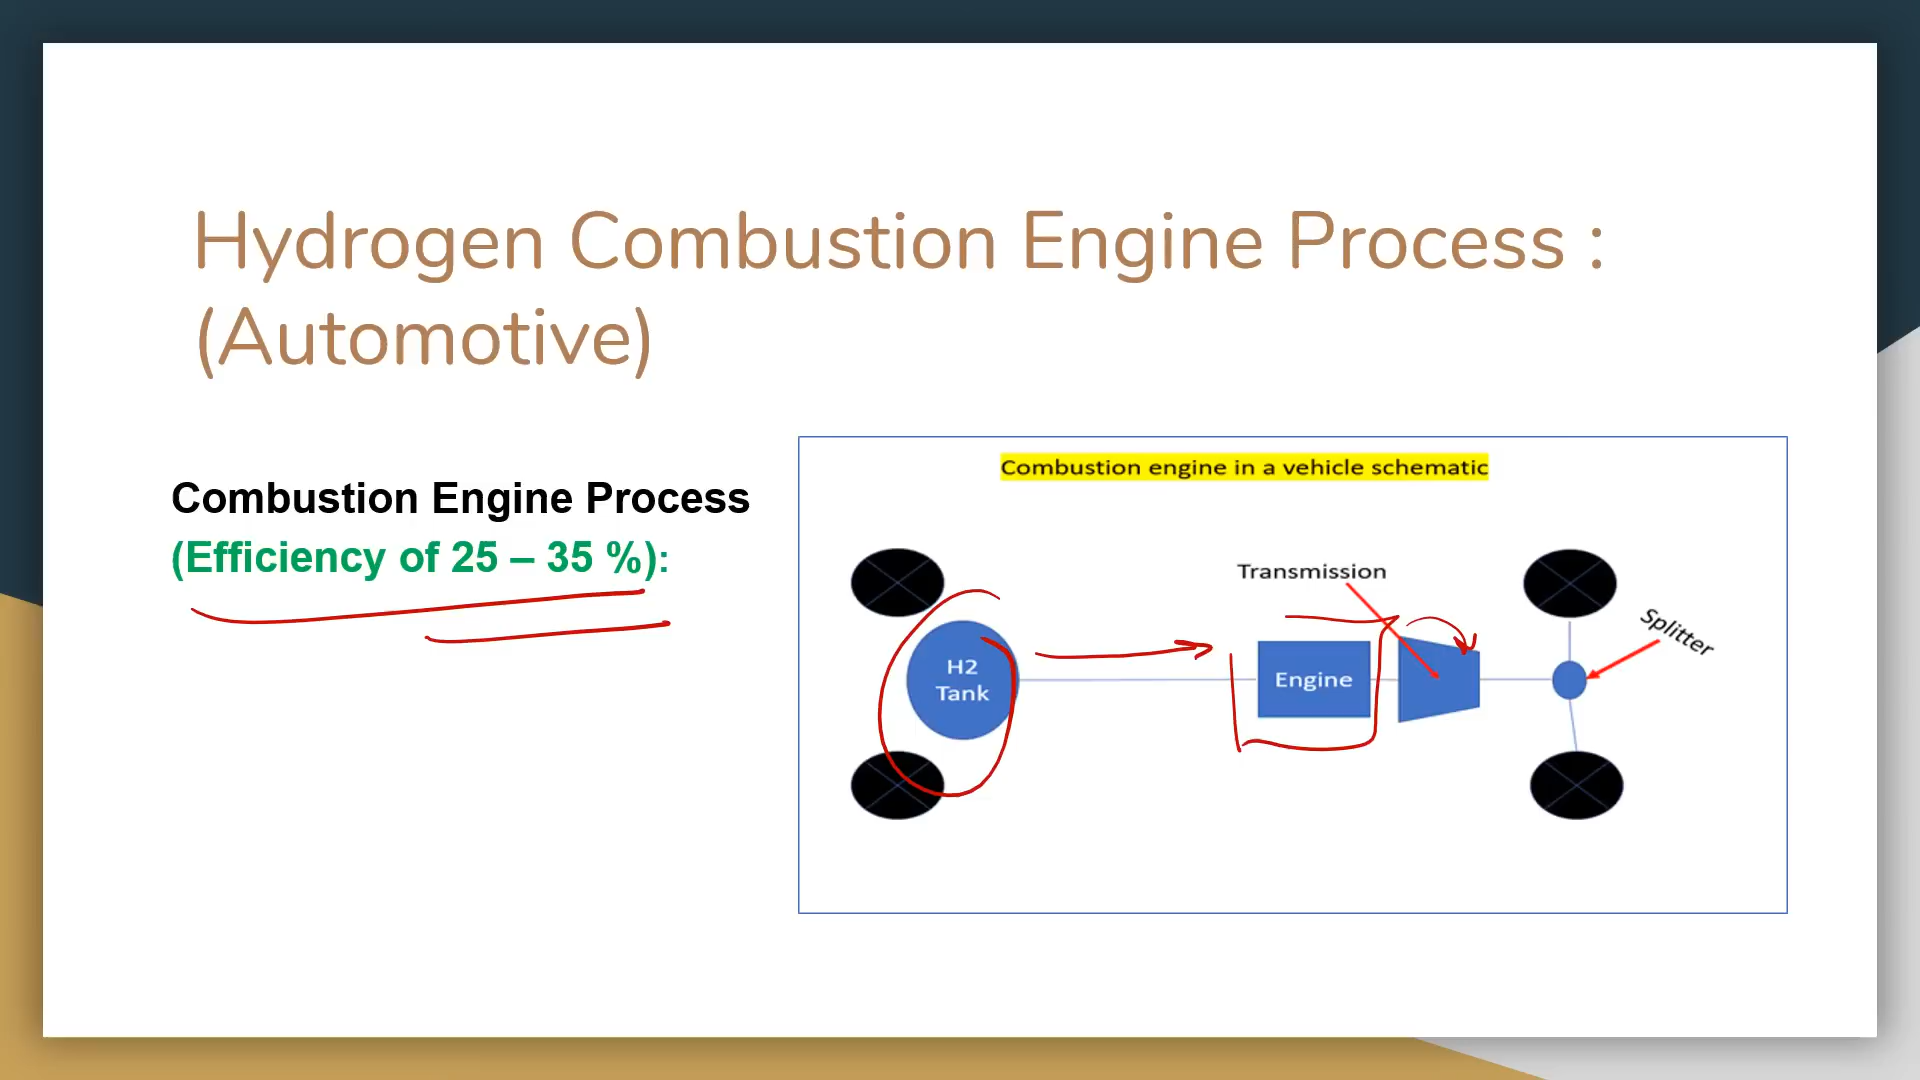 Hydrogen Combustion Engine Process :
(Automotive)
Combustion Engine Process
(Efficiency of 25 – 35 %):
Combustion engine in a vehicle schematic
Transmission
Splitter
H2
Tank
Engine